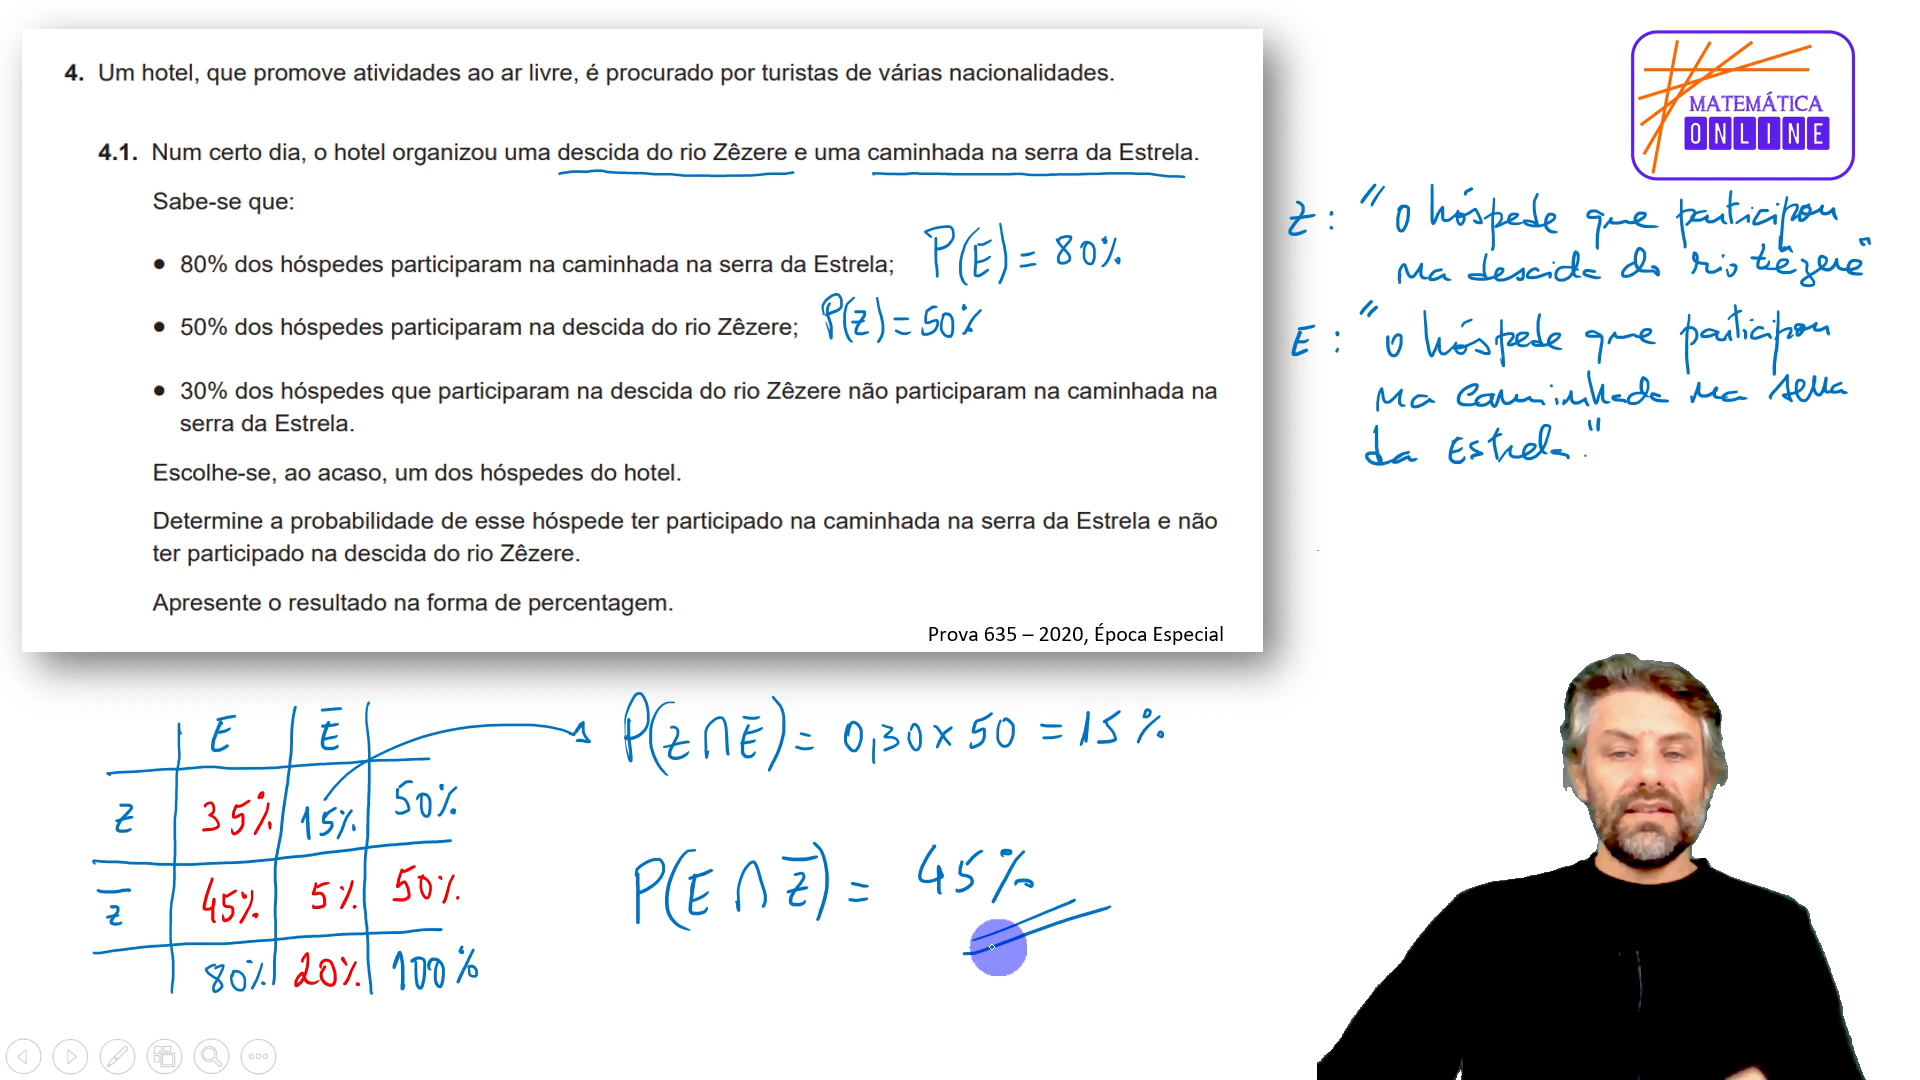 4. Um hotel, que promove atividades ao ar livre, é procurado por turistas de várias nacionalidades.
4.1. Num certo dia, o hotel organizou uma descida do rio Zêzere e uma caminhada na serra da Estrela.
Sabe-se que:
• 80% dos hóspedes participaram na caminhada na serra da Estrela; P(E) = 80%
• 50% dos hóspedes participaram na descida do rio Zêzere; P(Z) = 50%
• 30% dos hóspedes que participaram na descida do rio Zêzere não participaram na caminhada na
serra da Estrela.
Escolhe-se, ao acaso, um dos hóspedes do hotel.
Determine a probabilidade de esse hóspede ter participado na caminhada na serra da Estrela e não
ter participado na descida do rio Zêzere.
Apresente o resultado na forma de percentagem.
Prova 635 – 2020, Época Especial
MATEMÁTICA
ONLINE
Z: "O hóspede que participou
na descida do rio Zêzere"
E: "O hóspede que participou
na caminhada na serra
da Estrela."
E Ē
Z 35% 15% 50%
Z̄ 45% 5% 50%
80% 20% 100%
P(Z ∩ Ē) = 0,30 × 50 = 15%
P(E ∩ Z̄) = 45%